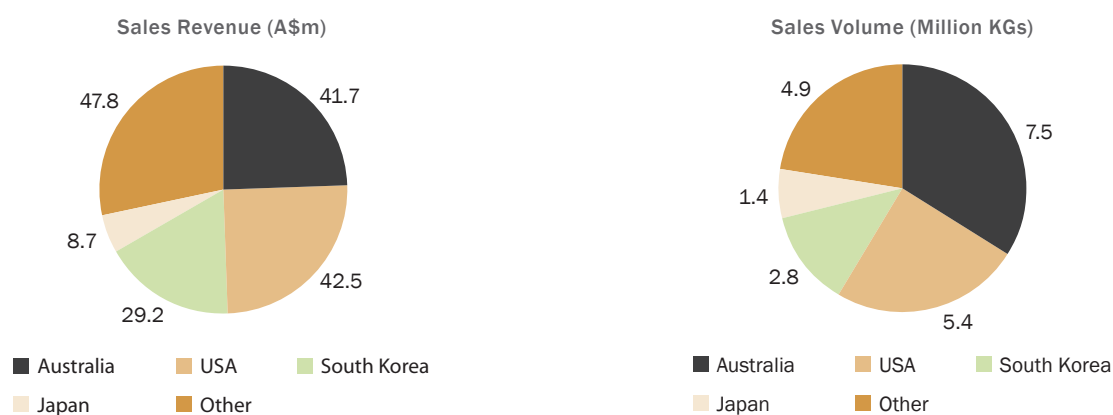 Sales Revenue (A$m)
47.8
41.7
8.7
42.5
29.2
Australia USA South Korea
Japan Other
Sales Volume (Million KGs)
4.9
7.5
1.4
2.8
5.4
Australia USA South Korea
Japan Other